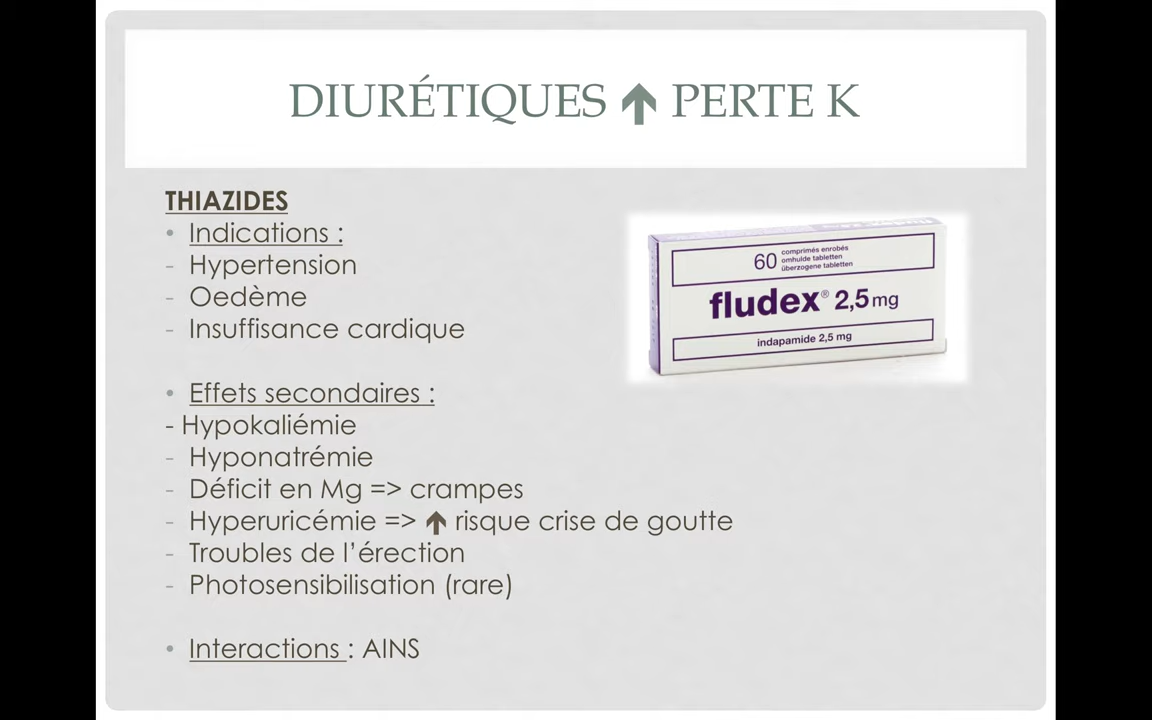 DIURÉTIQUES ↑ PERTE K
THIAZIDES
• Indications :
- Hypertension
- Oedème
- Insuffisance cardique
• Effets secondaires :
- Hypokaliémie
- Hyponatrémie
- Déficit en Mg => crampes
- Hyperuricémie => ↑ risque crise de goutte
- Troubles de l'érection
- Photosensibilisation (rare)
• Interactions : AINS
60 comprimés enrobés
omhulde tabletten
überzogene tabletten
fludex® 2,5 mg
indapamide 2,5 mg